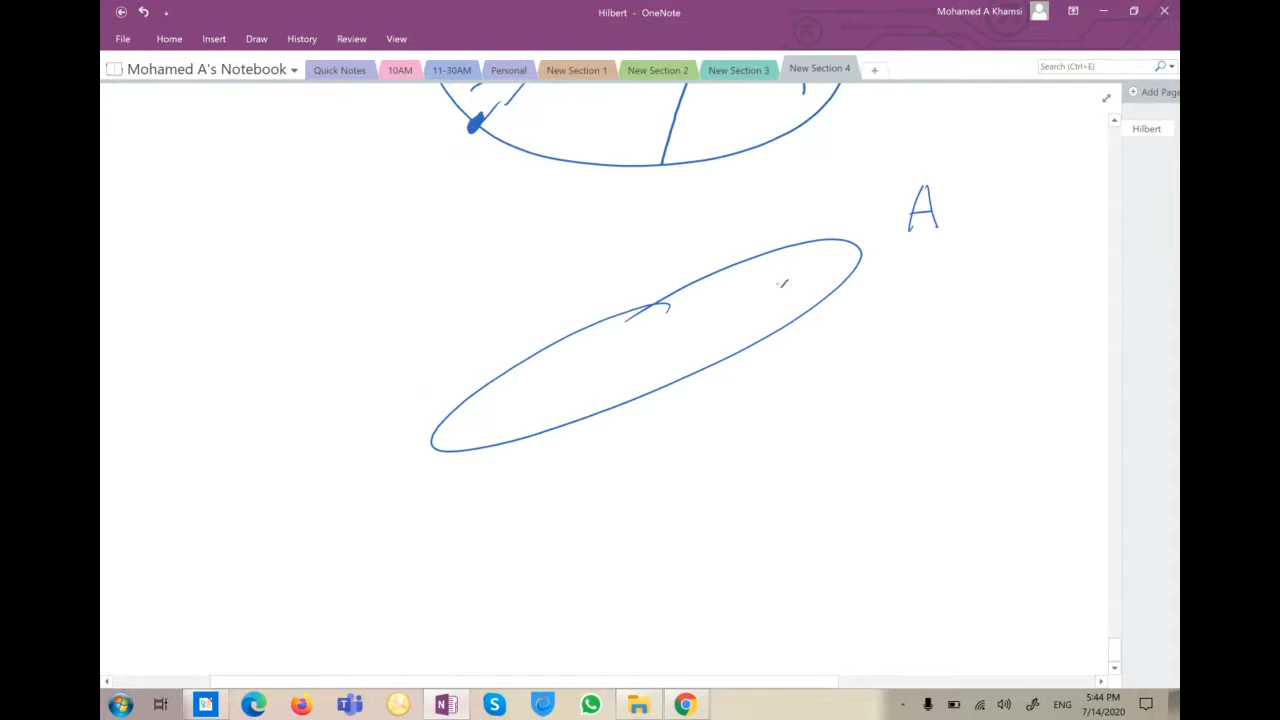 Hilbert - OneNote
Mohamed A Khamsi
File Home Insert Draw History Review View
Mohamed A's Notebook
Quick Notes 10AM 11-30AM Personal New Section 1 New Section 2 New Section 3 New Section 4 +
Search (Ctrl+E)
Add Page
Hilbert
A
ENG
5:44 PM
7/14/2020